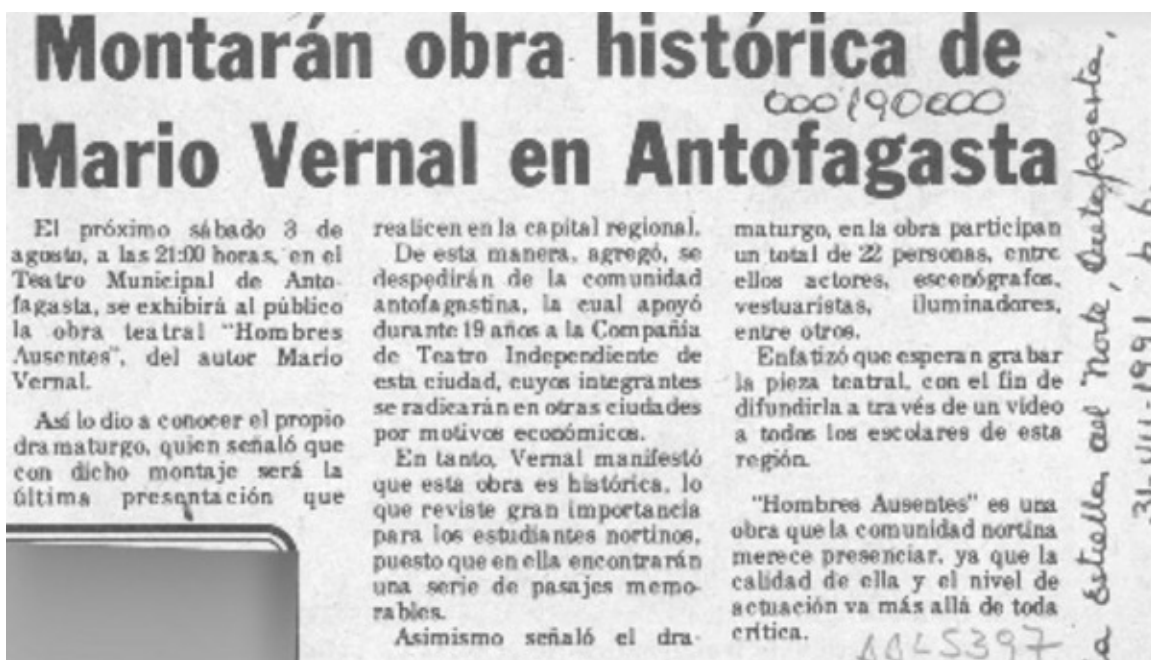 Montarán obra histórica de
000190000
Mario Vernal en Antofagasta
El próximo sábado 3 de
agosto, a las 21:00 horas, en el
Teatro Municipal de Anto-
fagasta, se exhibirá al público
la obra teatral "Hombres
Ausentes", del autor Mario
Vernal.
Así lo dio a conocer el propio
dramaturgo, quien señaló que
con dicho montaje será la
última presentación que
realicen en la capital regional.
De esta manera, agregó, se
despedirán de la comunidad
antofagastina, la cual apoyó
durante 19 años a la Compañía
de Teatro Independiente de
esta ciudad, cuyos integrantes
se radicarán en otras ciudades
por motivos económicos.
En tanto, Vernal manifestó
que esta obra es histórica, lo
que reviste gran importancia
para los estudiantes nortinos,
puesto que en ella encontrarán
una serie de pasajes memo-
rables.
Asimismo señaló el dra-
maturgo, en la obra participan
un total de 22 personas, entre
ellos actores, escenógrafos,
vestuaristas, iluminadores,
entre otros.
Enfatizó que esperan grabar
la pieza teatral, con el fin de
difundirla a través de un vídeo
a todos los escolares de esta
región.
"Hombres Ausentes" es una
obra que la comunidad nortina
merece presenciar, ya que la
calidad de ella y el nivel de
actuación va más allá de toda
crítica.
AAL5397
a Estrella del Norte, Antofagasta,
31-VII-1991 p. 6.